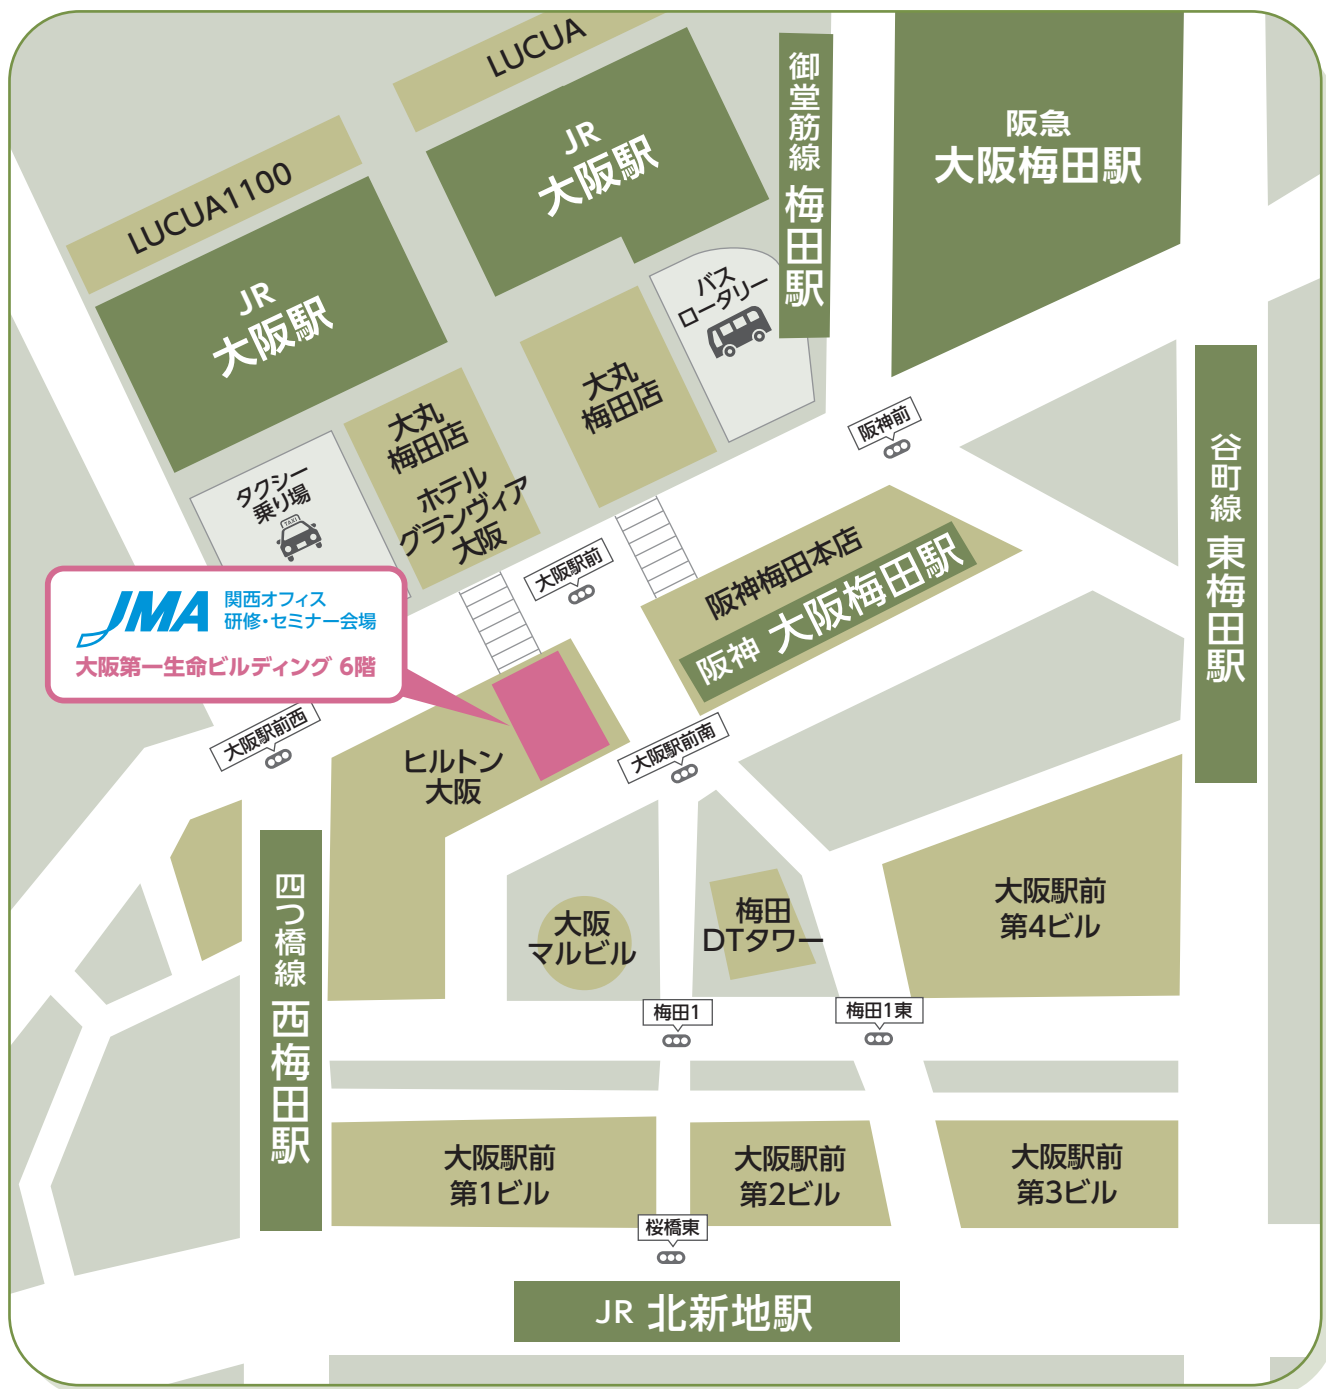 LUCUA
JR
大阪駅
御堂筋線 梅田駅
阪急
大阪梅田駅
LUCUA1100
JR
大阪駅
バス
ロータリー
大丸
梅田店
大丸
梅田店
ホテル
グランヴィア
大阪
タクシー
乗り場
TAXI
阪神前
谷町線 東梅田駅
大阪駅前
阪神梅田本店
阪神 大阪梅田駅
JMA
関西オフィス
研修・セミナー会場
大阪第一生命ビルディング 6階
大阪駅前西
ヒルトン
大阪
大阪駅前南
四つ橋線 西梅田駅
大阪
マルビル
梅田
DTタワー
大阪駅前
第4ビル
梅田1
梅田1東
大阪駅前
第1ビル
大阪駅前
第2ビル
大阪駅前
第3ビル
桜橋東
JR 北新地駅